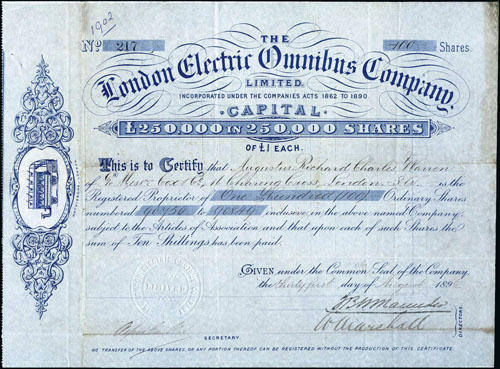 1902
THE
No 217 100 Shares
London Electric Omnibus Company,
LIMITED.
INCORPORATED UNDER THE COMPANIES ACTS 1862 TO 1890.
CAPITAL
£250,000 IN 250,000 SHARES
OF £1 EACH.
This is to Certify that Augustus Richard Charles Warren
of Cox & Co, Charing Cross, London is the
Registered Proprietor of One Hundred (100) Ordinary Shares
numbered 90750 to 90849 inclusive in the above named Company
subject to the Articles of Association and that upon each of such Shares the
sum of Ten Shillings has been paid.
GIVEN under the Common Seal of the Company,
the thirty first day of August 189
LIMITED
Marshall
DIRECTORS.
SECRETARY.
NO TRANSFER OF THE ABOVE SHARES, OR ANY PORTION THEREOF CAN BE REGISTERED WITHOUT THE PRODUCTION OF THIS CERTIFICATE.